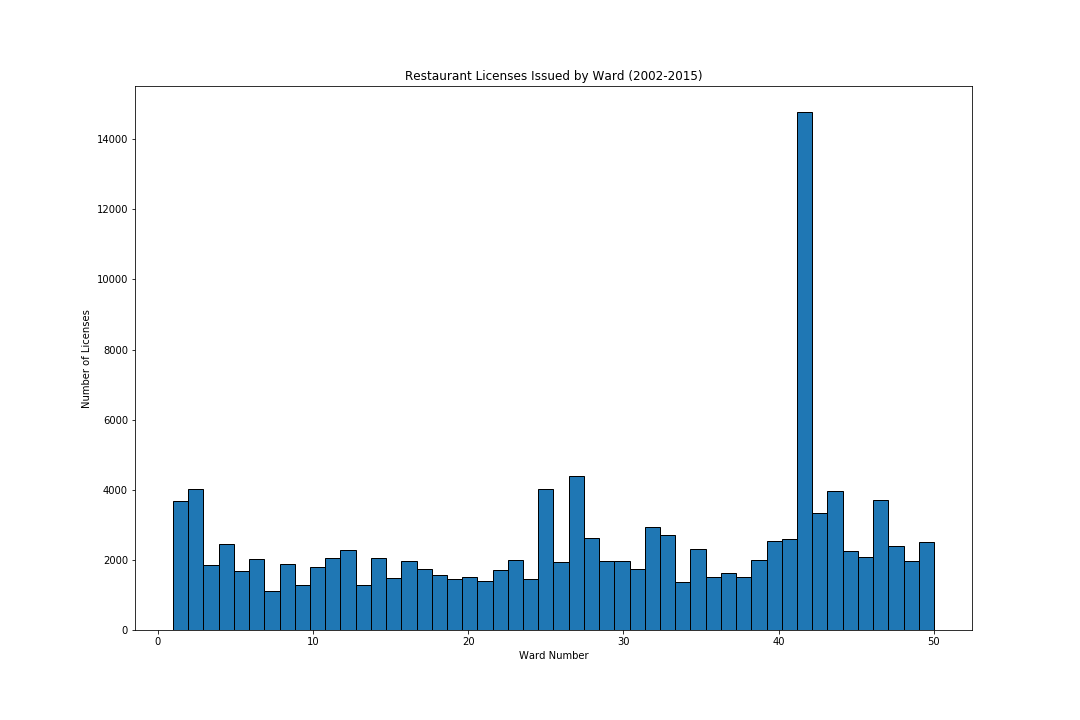 Restaurant Licenses Issued by Ward (2002-2015)
14000
12000
10000
8000
6000
4000
2000
0
Number of Licenses
0 10 20 30 40 50
Ward Number